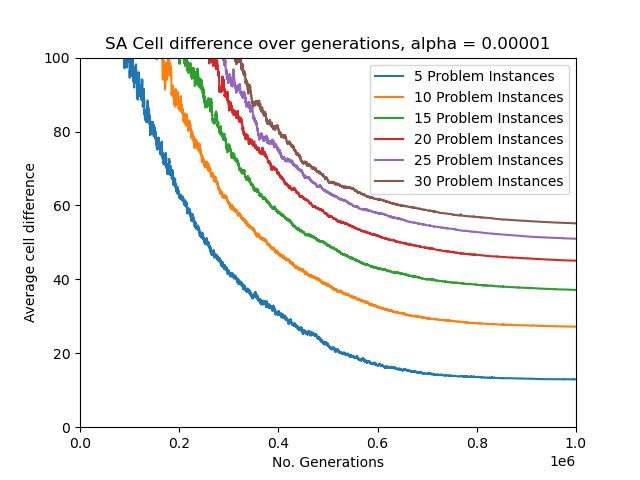 SA Cell difference over generations, alpha = 0.00001
100
80
60
40
20
0
Average cell difference
5 Problem Instances
10 Problem Instances
15 Problem Instances
20 Problem Instances
25 Problem Instances
30 Problem Instances
0.0 0.2 0.4 0.6 0.8 1.0
1e6
No. Generations